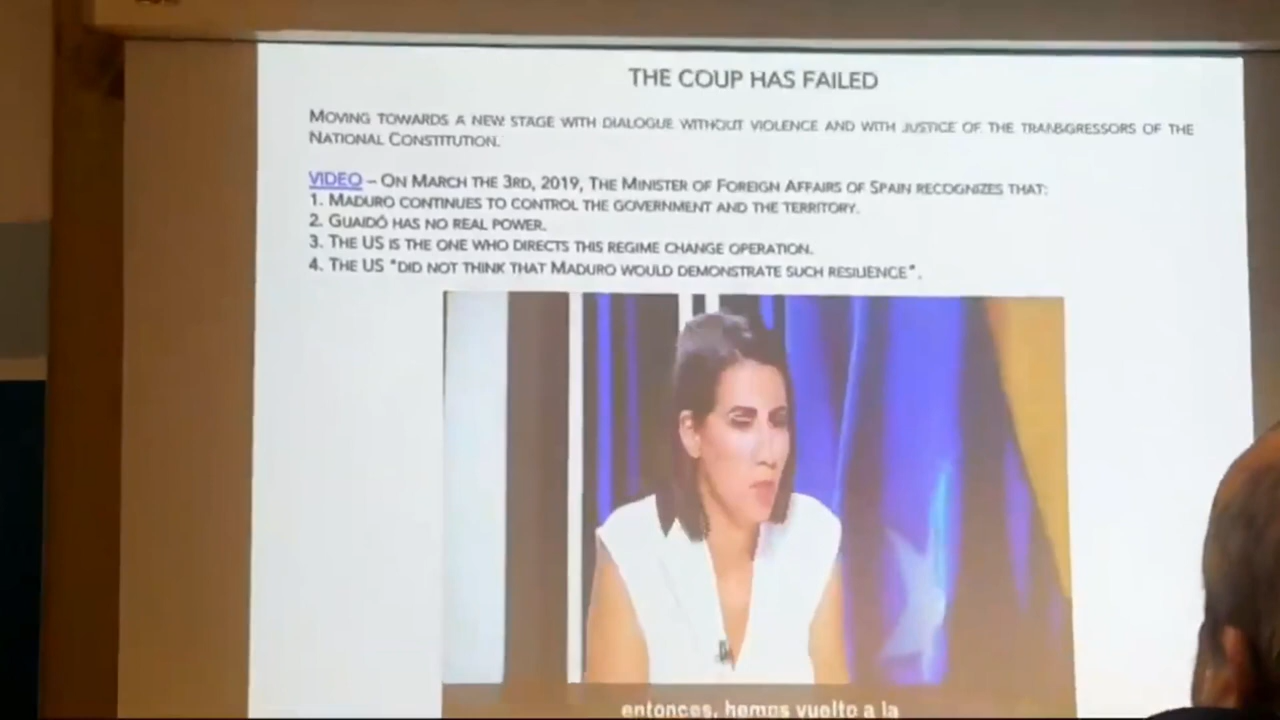 THE COUP HAS FAILED
MOVING TOWARDS A NEW STAGE WITH DIALOGUE WITHOUT VIOLENCE AND WITH JUSTICE OF THE TRANSGRESSORS OF THE
NATIONAL CONSTITUTION.
VIDEO – ON MARCH THE 3RD, 2019, THE MINISTER OF FOREIGN AFFAIRS OF SPAIN RECOGNIZES THAT:
1. MADURO CONTINUES TO CONTROL THE GOVERNMENT AND THE TERRITORY.
2. GUAIDÓ HAS NO REAL POWER.
3. THE US IS THE ONE WHO DIRECTS THIS REGIME CHANGE OPERATION.
4. THE US "DID NOT THINK THAT MADURO WOULD DEMONSTRATE SUCH RESILIENCE".
entonces, hemos vuelto a la